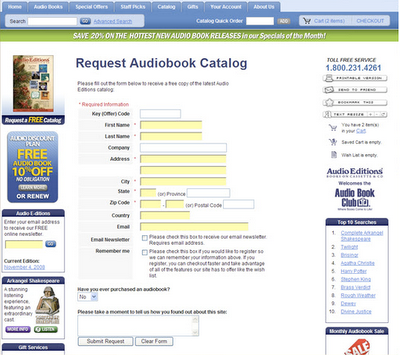 Home Audio Books Special Offers Staff Picks Catalog Gifts Your Account About Us
Search: GO Advanced Search Catalog Quick Order Cart (2 items) CHECKOUT
SAVE 20% ON THE HOTTEST NEW AUDIO BOOK RELEASES in our Specials of the Month!
Audio Editions
Request a FREE Catalog
AUDIO DISCOUNT
PLAN
FREE
AUDIO BOOK
10% OFF
NO OBLIGATION
LEARN MORE
OR RENEW
Audio E-ditions
Enter your email
address to receive our
FREE online
newsletter.
GO
Current Edition:
November 4, 2008
Arkangel Shakespeare
A stunning
listening
experience,
featuring an
extraordinary
cast.
MORE INFO LISTEN
Gift Services
Request Audiobook Catalog
Please fill out the form below to receive a free copy of the latest Audio
Editions catalog:
* Required Information
Key (Offer) Code
First Name *
Last Name *
Company
Address *
City *
State * (or) Province
Zip Code * - (or) Postal Code
Country
Email
Email Newsletter Please check this box to receive our email newsletter.
Requires email address.
Remember me Please check this box if you would like to register so
we can remember your information above. If you
register, you can checkout faster and take advantage
of all of the features our site has to offer like the wish
list.
Have you ever purchased an audiobook?
No
Please take a moment to tell us how you found out about this site:
Submit Request Clear Form
TOLL FREE SERVICE
1.800.231.4261
PRINTABLE VERSION
SEND TO FRIEND
BOOKMARK THIS
TEXT RESIZE
You have 2 item(s)
in your Cart.
Saved Cart is empty.
Wish List is empty.
Audio Editions
BOOKS ON CASSETTE & CD
Welcomes the
Audio Book
Club
Top 10 Searches
1. Complete Arkangel
Shakespeare
2. Twilight
3. Brisingr
4. Agatha Christie
5. Harry Potter
6. Stephen King
7. Brass Verdict
8. Rough Weather
9. Dewey
10. Divine Justice
Monthly Audiobook Sale
SALE